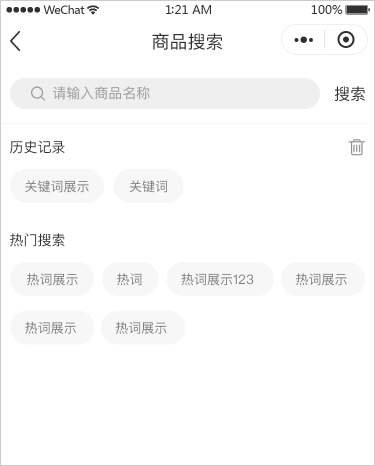 WeChat 1:21 AM 100%
商品搜索
请输入商品名称 搜索
历史记录
关键词展示 关键词
热门搜索
热词展示 热词 热词展示123 热词展示
热词展示 热词展示